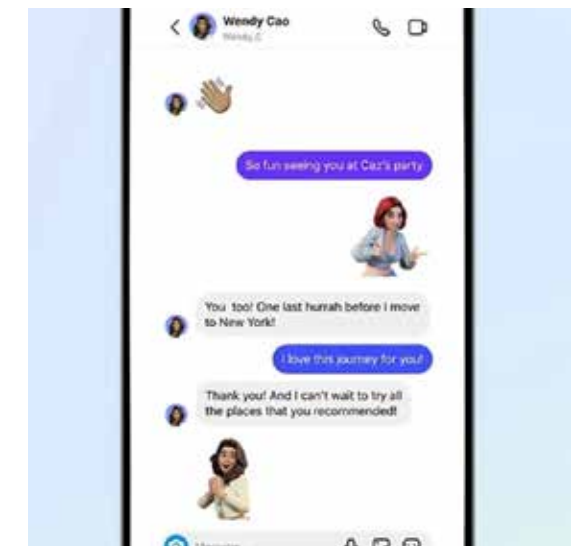 Wendy Cao
Wendy_C
So fun seeing you at Caz's party
You too! One last hurrah before I move
to New York!
I love this journey for you!
Thank you! And I can't wait to try all
the places that you recommended!